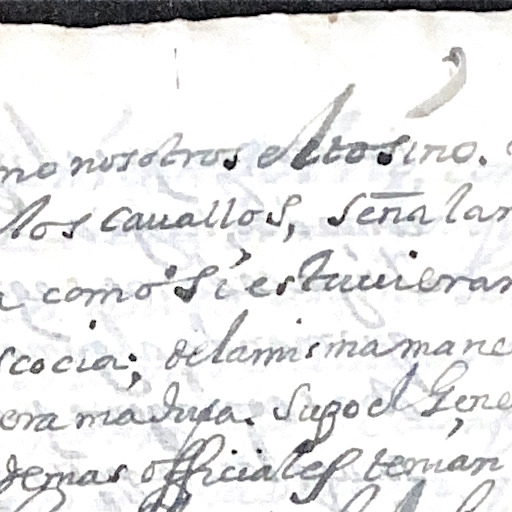 mo nosotros el tosino.
los cauallos, señalar
a como si estuuieran
scocia; de la misma mane
era madura. Supo el Gene
demas officiales tenian